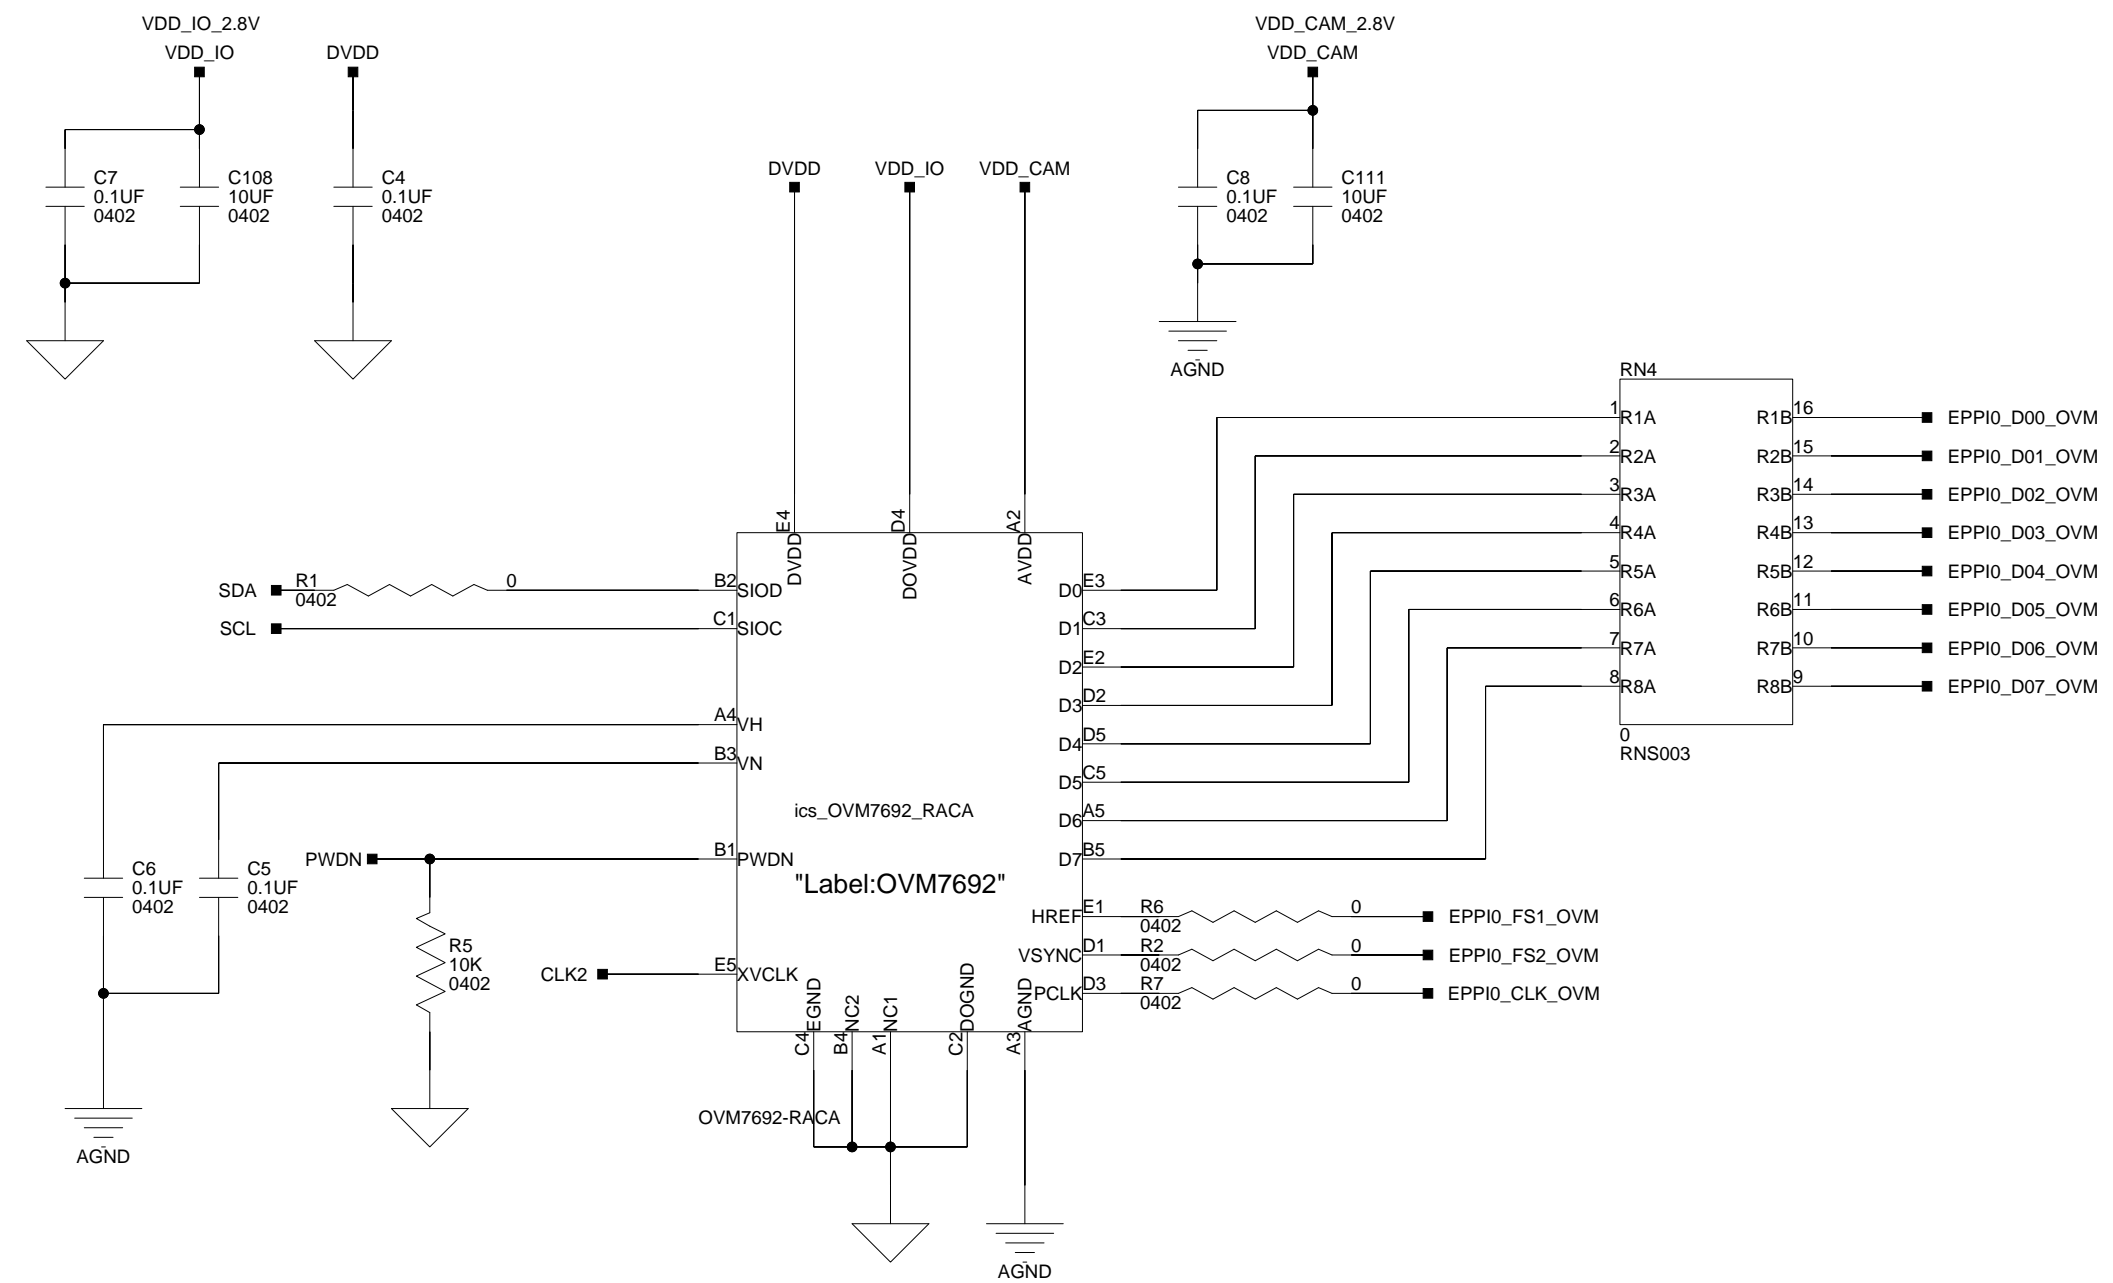 VDD_IO_2.8V
VDD_IO
DVDD
VDD_CAM_2.8V
VDD_CAM
C7
0.1UF
0402
C108
10UF
0402
C4
0.1UF
0402
DVDD
VDD_IO
VDD_CAM
C8
0.1UF
0402
C111
10UF
0402
AGND
RN4
1 R1A R1B 16 EPPI0_D00_OVM
2 R2A R2B 15 EPPI0_D01_OVM
3 R3A R3B 14 EPPI0_D02_OVM
4 R4A R4B 13 EPPI0_D03_OVM
5 R5A R5B 12 EPPI0_D04_OVM
6 R6A R6B 11 EPPI0_D05_OVM
7 R7A R7B 10 EPPI0_D06_OVM
8 R8A R8B 9 EPPI0_D07_OVM
0
RNS003
E4 DVDD
D4 DOVDD
A2 AVDD
SDA R1 0 B2 SIOD
0402
SCL C1 SIOC
A4 VH
B3 VN
C6
0.1UF
0402
C5
0.1UF
0402
PWDN B1 PWDN
R5
10K
0402
CLK2 E5 XVCLK
AGND
D0 E3
D1 C3
D2 E2
D3 D2
D4 D5
D5 C5
D6 A5
D7 B5
ics_OVM7692_RACA
"Label:OVM7692"
HREF E1 R6 0 EPPI0_FS1_OVM
0402
VSYNC D1 R2 0 EPPI0_FS2_OVM
0402
PCLK D3 R7 0 EPPI0_CLK_OVM
0402
C4 EGND
B4 NC2
A1 NC1
C2 DOGND
A3 AGND
OVM7692-RACA
AGND